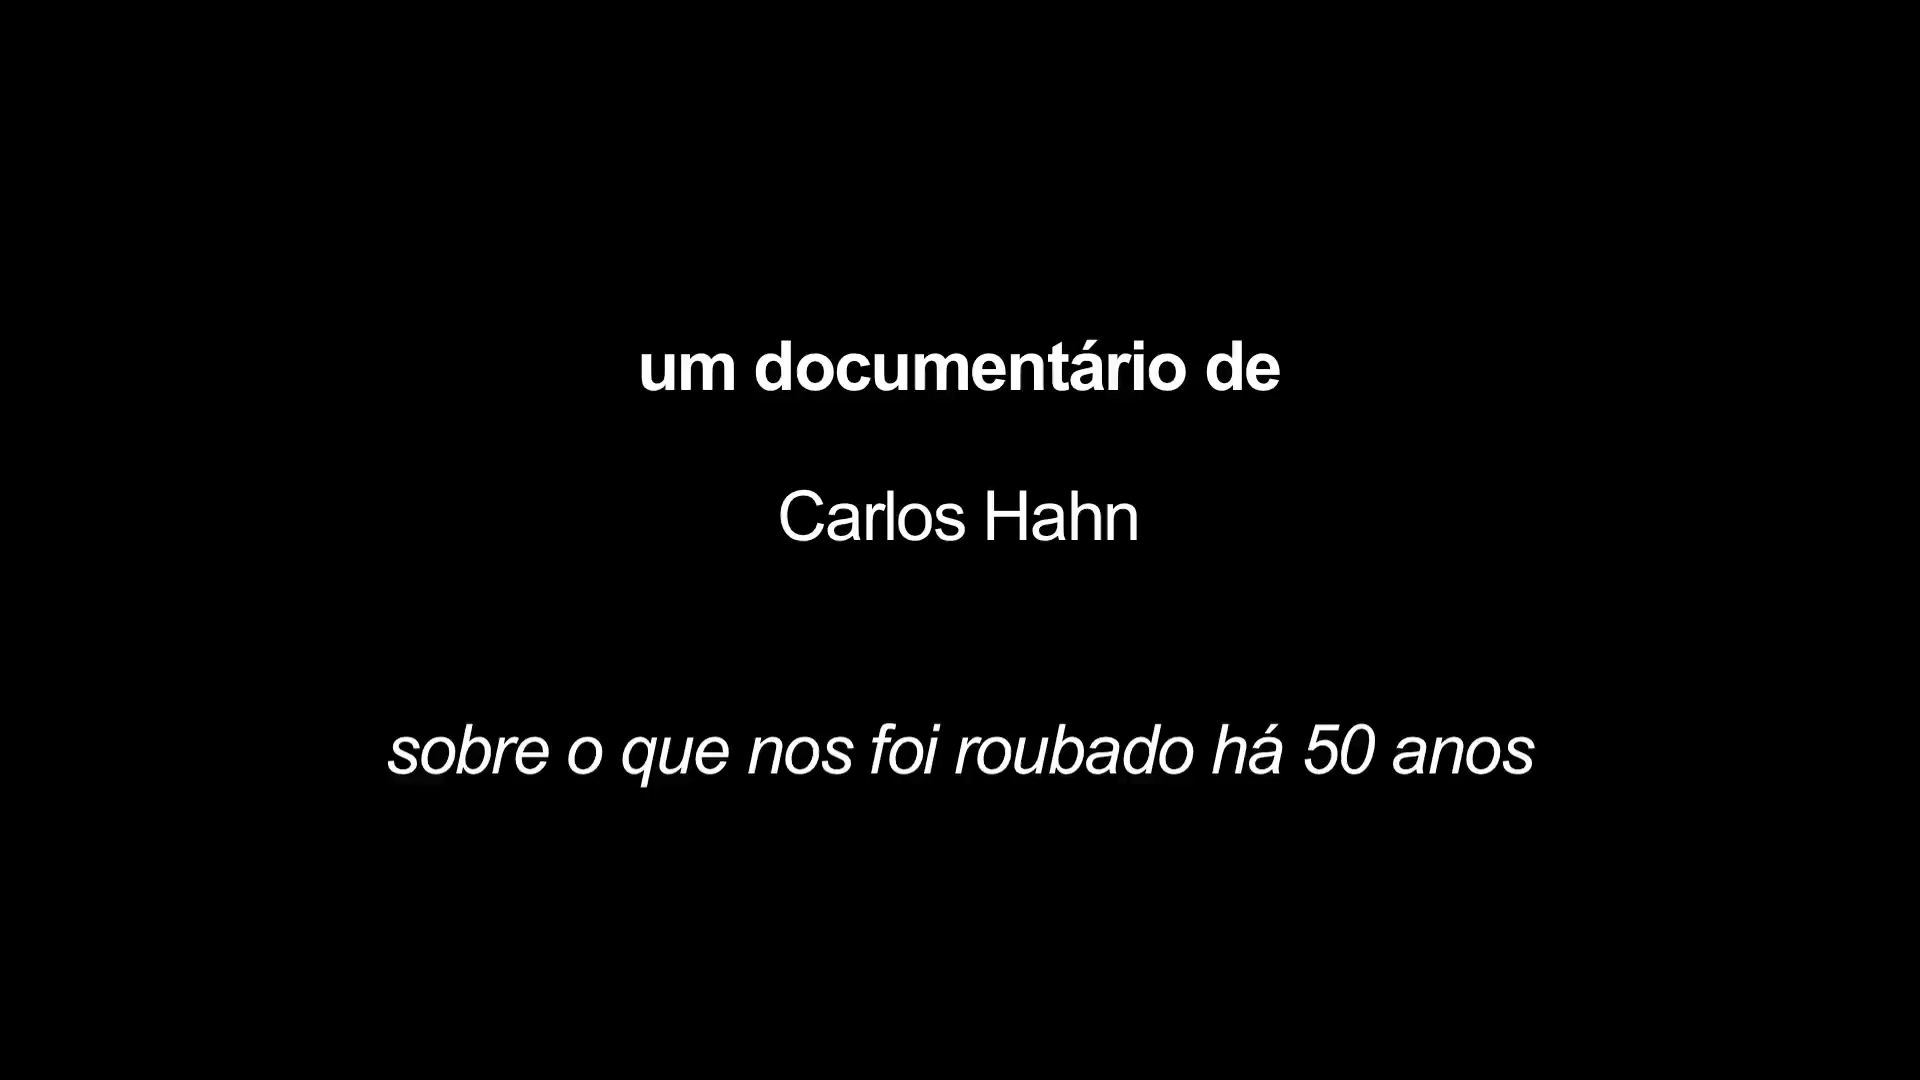 um documentário de
Carlos Hahn
sobre o que nos foi roubado há 50 anos